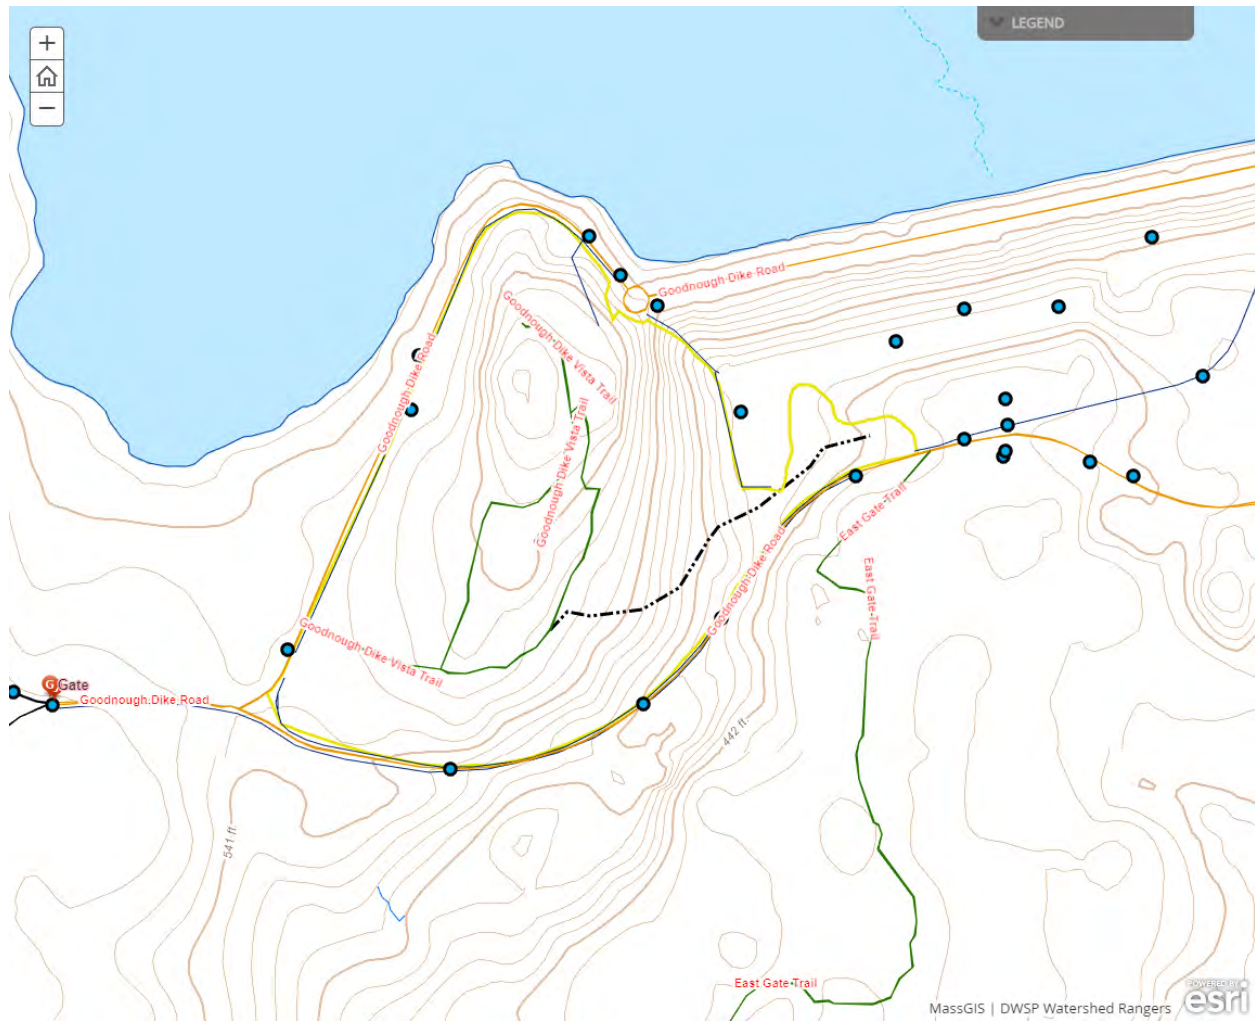 +
LEGEND
−
Goodnough Dike Road
Goodnough Dike Vista Trail
Goodnough Dike Road
Goodnough Dike Vista Trail
East Gate Trail
Goodnough Dike Road
East Gate Trail
Goodnough Dike Vista Trail
G
Gate
Goodnough Dike Road
442 ft.
541 ft.
East Gate Trail
POWERED BY
esri
MassGIS | DWSP Watershed Rangers